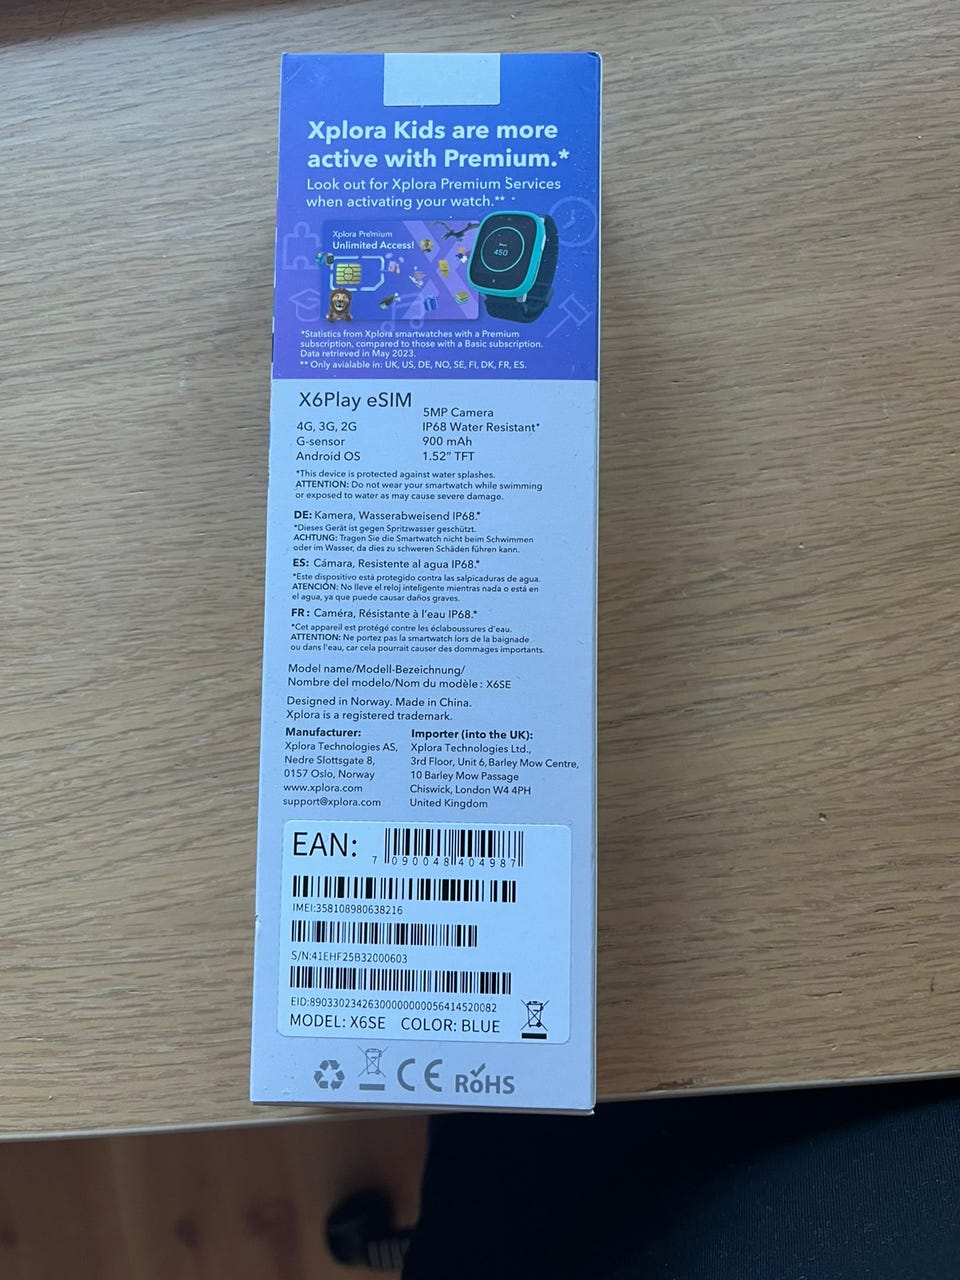 Xplora Kids are more
active with Premium.*
Look out for Xplora Premium Services
when activating your watch.**
Xplora Premium
Unlimited Access!
450
*Statistics from Xplora smartwatches with a Premium
subscription, compared to those with a Basic subscription.
Data retrieved in May 2023.
** Only avialable in: UK, US, DE, NO, SE, FI, DK, FR, ES.
X6Play eSIM
4G, 3G, 2G
G-sensor
Android OS
5MP Camera
IP68 Water Resistant*
900 mAh
1.52" TFT
*This device is protected against water splashes.
ATTENTION: Do not wear your smartwatch while swimming
or exposed to water as may cause severe damage.
DE: Kamera, Wasserabweisend IP68.*
*Dieses Gerät ist gegen Spritzwasser geschützt.
ACHTUNG: Tragen Sie die Smartwatch nicht beim Schwimmen
oder im Wasser, da dies zu schweren Schäden führen kann.
ES: Cámara, Resistente al agua IP68.*
*Este dispositivo está protegido contra las salpicaduras de agua.
ATENCIÓN: No lleve el reloj inteligente mientras nada o está en
el agua, ya que puede causar daños graves.
FR: Caméra, Résistante à l'eau IP68.*
*Cet appareil est protégé contre les éclaboussures d'eau.
ATTENTION: Ne portez pas la smartwatch lors de la baignade
ou dans l'eau, car cela pourrait causer des dommages importants.
Model name/Modell-Bezeichnung/
Nombre del modelo/Nom du modèle : X6SE
Designed in Norway. Made in China.
Xplora is a registered trademark.
Manufacturer:
Xplora Technologies AS,
Nedre Slottsgate 8,
0157 Oslo, Norway
www.xplora.com
support@xplora.com
Importer (into the UK):
Xplora Technologies Ltd.,
3rd Floor, Unit 6, Barley Mow Centre,
10 Barley Mow Passage
Chiswick, London W4 4PH
United Kingdom
EAN:
7 090048 404987
IMEI:358108980638216
S/N:41EHF25B32000603
EID:89033023426300000000056414520082
MODEL: X6SE COLOR: BLUE
CE RoHS